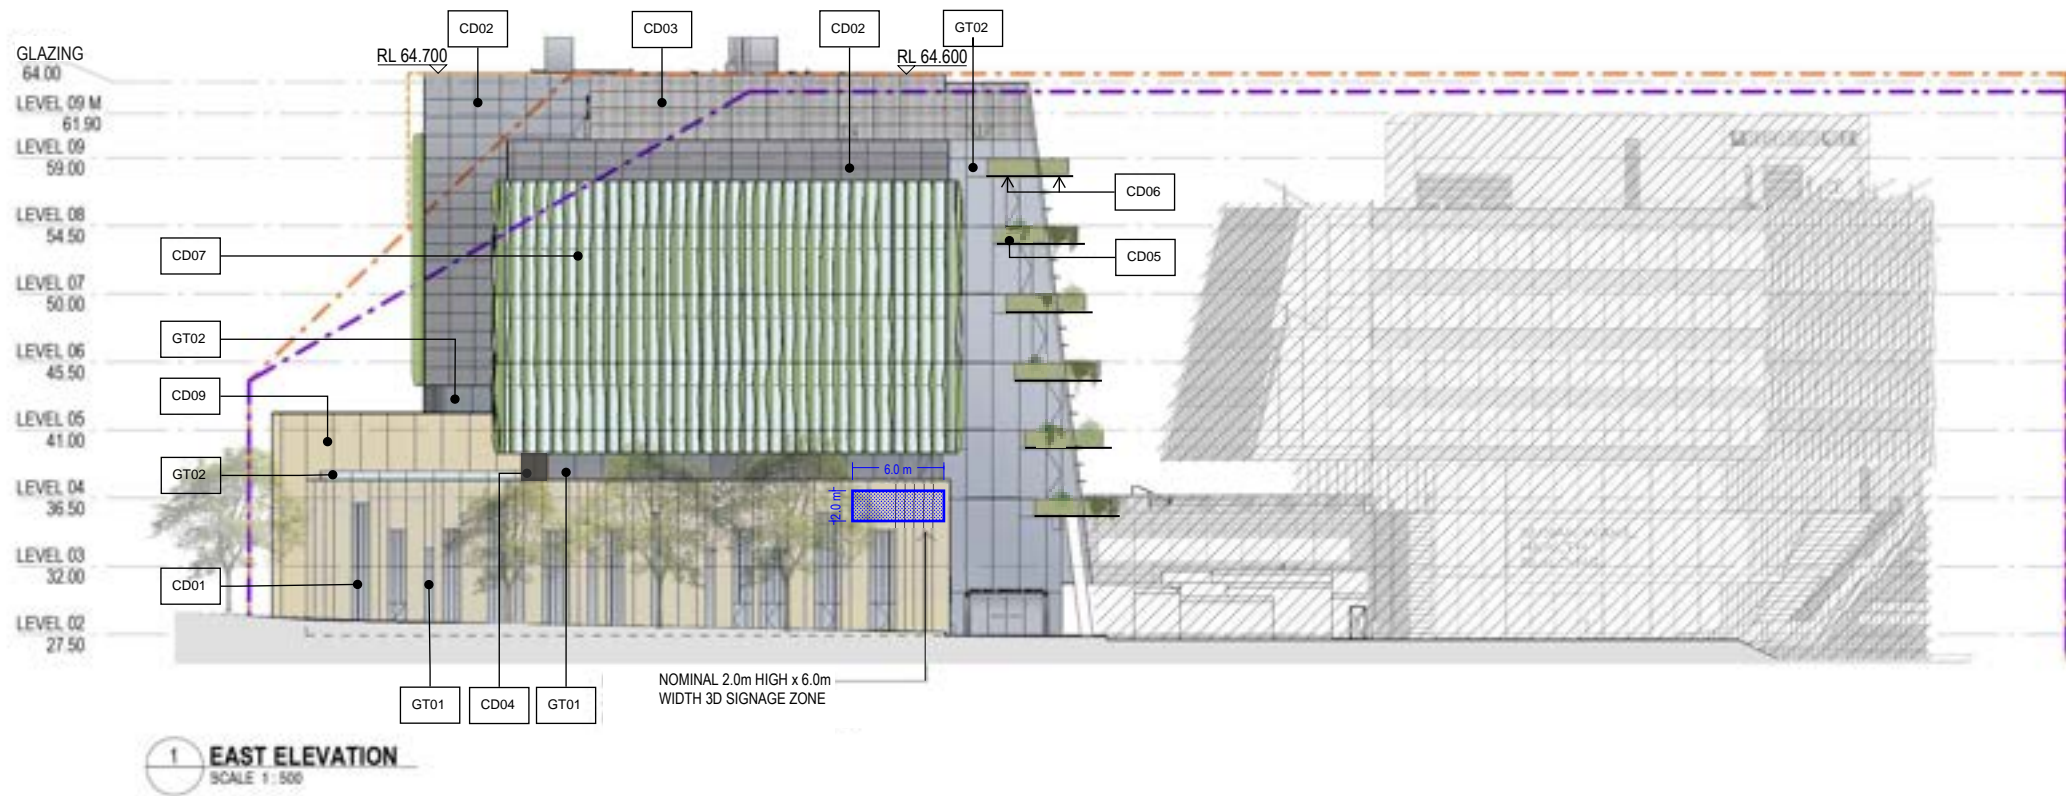 CD02
CD03
CD02
GT02
GLAZING
64.00
RL 64.700
RL 64.600
LEVEL 09 M
61.90
LEVEL 09
59.00
CD06
LEVEL 08
54.50
CD07
CD05
LEVEL 07
50.00
GT02
LEVEL 06
45.50
CD09
LEVEL 05
41.00
GT02
6.0 m
LEVEL 04
36.50
2.0 m
LEVEL 03
32.00
CD01
LEVEL 02
27.50
NOMINAL 2.0m HIGH x 6.0m
WIDTH 3D SIGNAGE ZONE
GT01
CD04
GT01
1
EAST ELEVATION
SCALE 1 : 500